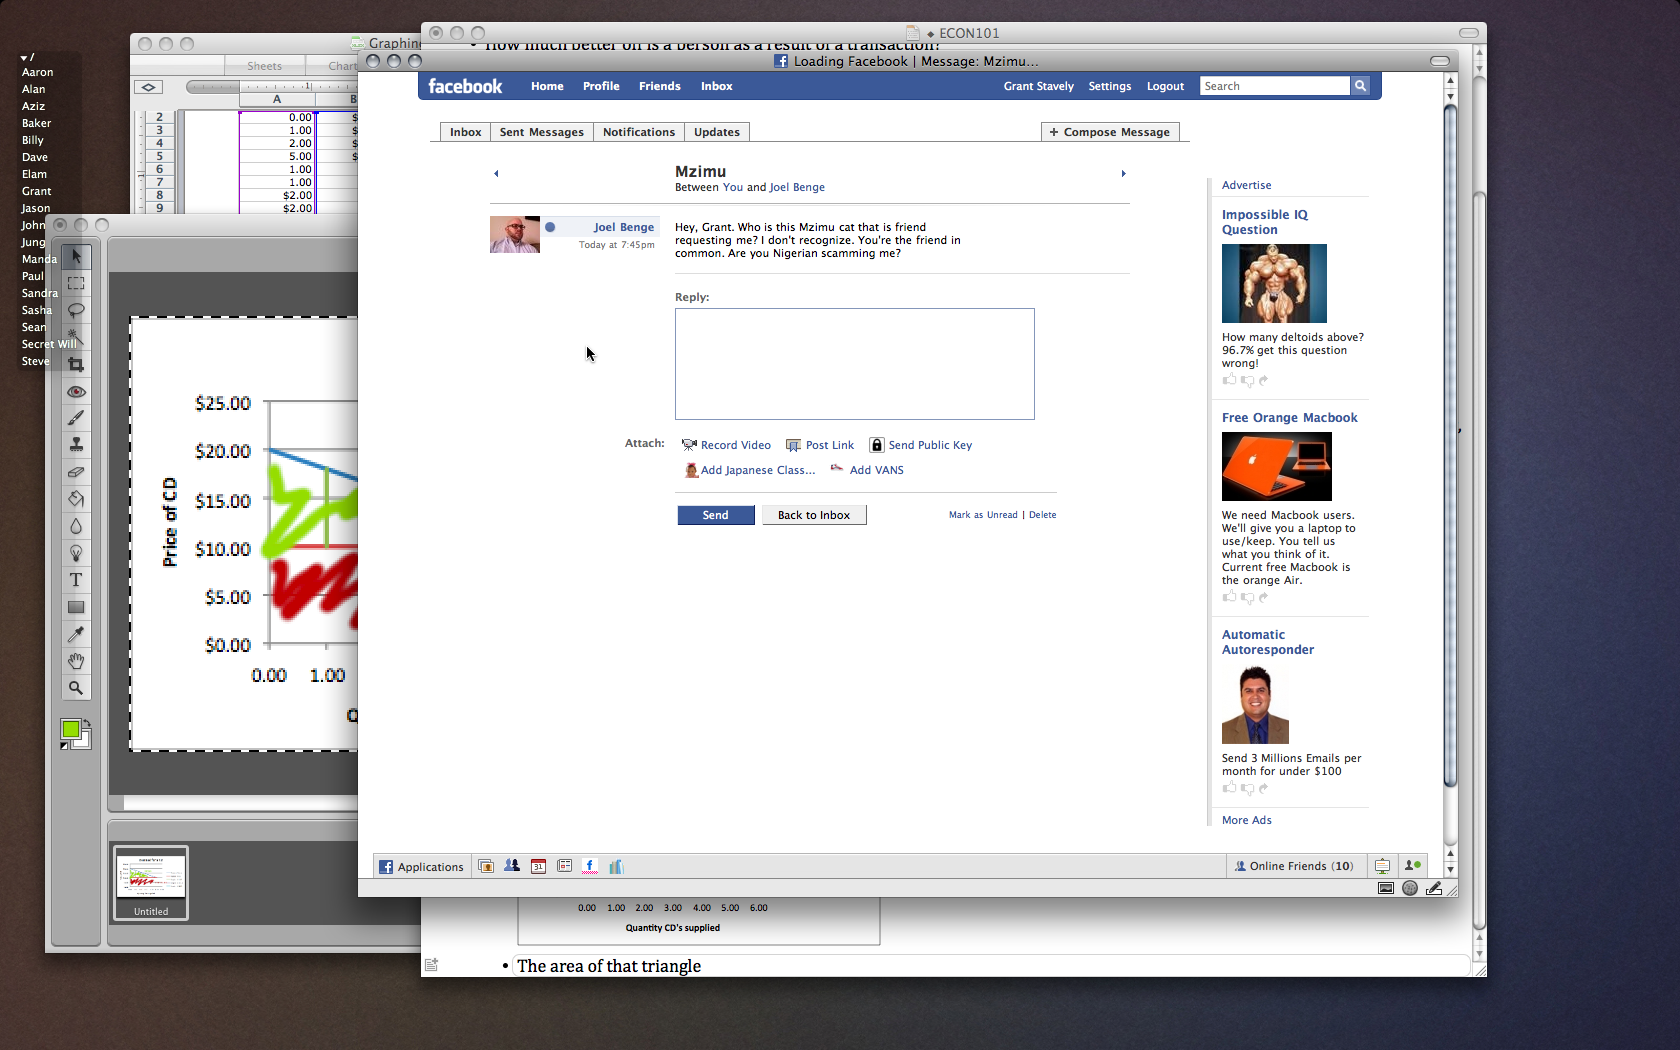 /
Aaron
Alan
Aziz
Baker
Billy
Dave
Elam
Grant
Jason
John
Jung
Manda
Paul
Sandra
Sasha
Sean
Secret Will
Steve
Graphing
Sheets
Chart
A B
2 0.00 $
3 1.00 $
4 2.00 $
5 5.00 $
6 1.00
7 1.00
8 $2.00
9 $2.00
ECON101
How much better off is a person as a result of a transaction?
Loading Facebook | Message: Mzimu...
facebook Home Profile Friends Inbox Grant Stavely Settings Logout Search
Inbox Sent Messages Notifications Updates + Compose Message
Mzimu
Between You and Joel Benge
Joel Benge
Today at 7:45pm
Hey, Grant. Who is this Mzimu cat that is friend
requesting me? I don't recognize. You're the friend in
common. Are you Nigerian scamming me?
Reply:
Attach: Record Video Post Link Send Public Key
Add Japanese Class... Add VANS
Send Back to Inbox Mark as Unread | Delete
Advertise
Impossible IQ
Question
How many deltoids above?
96.7% get this question
wrong!
Free Orange Macbook
We need Macbook users.
We'll give you a laptop to
use/keep. You tell us
what you think of it.
Current free Macbook is
the orange Air.
Automatic
Autoresponder
Send 3 Millions Emails per
month for under $100
More Ads
Applications 31 Online Friends (10)
T
Price of CD
$25.00
$20.00
$15.00
$10.00
$5.00
$0.00
0.00 1.00
Q
Untitled
0.00 1.00 2.00 3.00 4.00 5.00 6.00
Quantity CD's supplied
• The area of that triangle